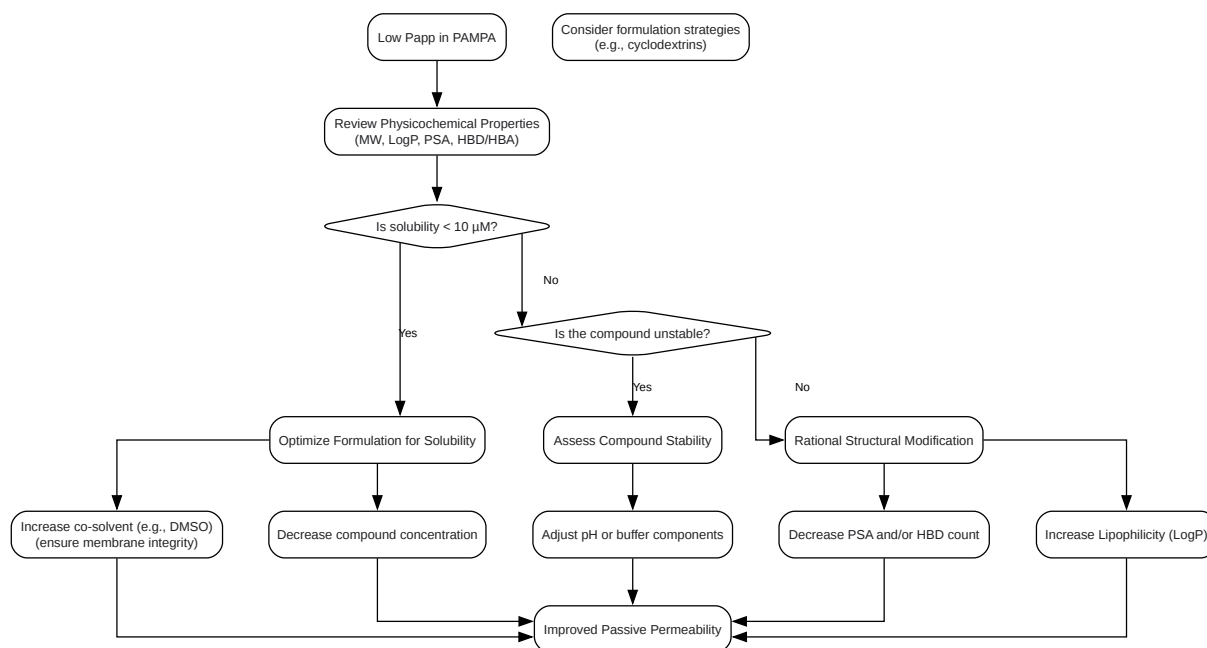 Low Papp in PAMPA
Consider formulation strategies
(e.g., cyclodextrins)
Review Physicochemical Properties
(MW, LogP, PSA, HBD/HBA)
Is solubility < 10 µM?
No
Yes
Is the compound unstable?
Yes
No
Optimize Formulation for Solubility
Assess Compound Stability
Rational Structural Modification
Increase co-solvent (e.g., DMSO)
(ensure membrane integrity)
Decrease compound concentration
Adjust pH or buffer components
Decrease PSA and/or HBD count
Increase Lipophilicity (LogP)
Improved Passive Permeability